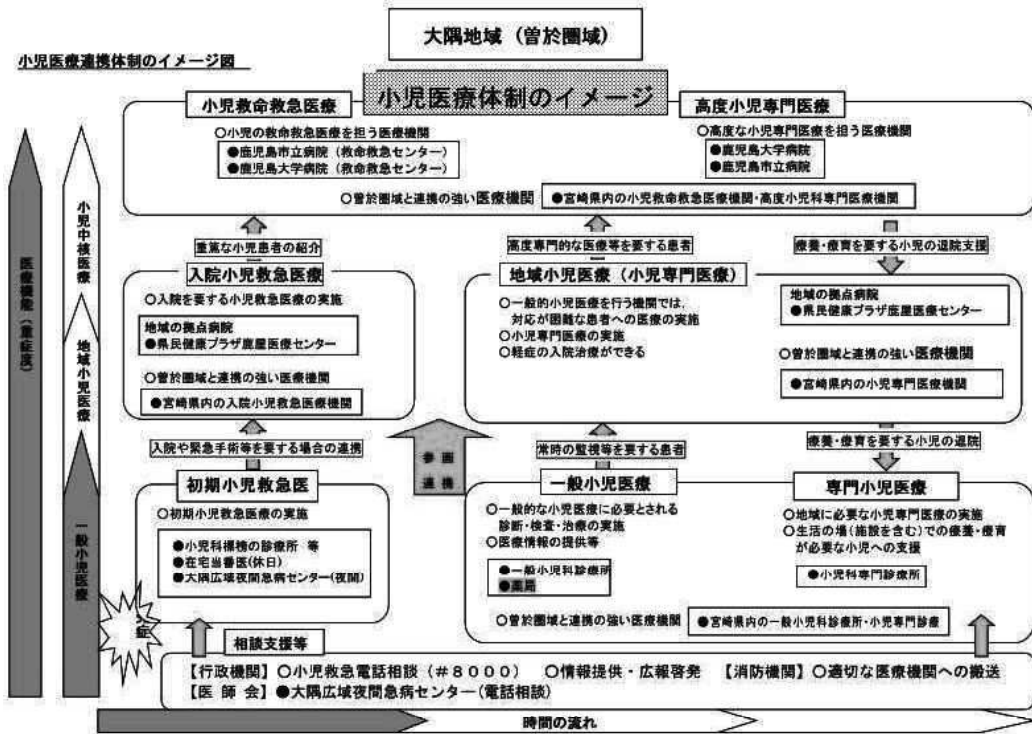 大隅地域（曽於圏域）
小児医療連携体制のイメージ図
小児医療体制のイメージ
小児救命救急医療
○小児の救命救急医療を担う医療機関
●鹿児島市立病院（救命救急センター）
●鹿児島大学病院（救命救急センター）
高度小児専門医療
○高度な小児専門医療を担う医療機関
●鹿児島大学病院
●鹿児島市立病院
○曽於圏域と連携の強い医療機関
●宮崎県内の小児救命救急医療機関・高度小児科専門医療機関
重篤な小児患者の紹介
高度専門的な医療等を要する患者
療養・療育を要する小児の退院支援
入院小児救急医療
○入院を要する小児救急医療の実施
地域の拠点病院
●県民健康プラザ鹿屋医療センター
○曽於圏域と連携の強い医療機関
●宮崎県内の入院小児救急医療機関
地域小児医療（小児専門医療）
○一般的小児医療を行う機関では，
対応が困難な患者への医療の実施
○小児専門医療の実施
○軽症の入院治療ができる
地域の拠点病院
●県民健康プラザ鹿屋医療センター
○曽於圏域と連携の強い医療機関
●宮崎県内の小児専門医療機関
入院や緊急手術等を要する場合の連携
参画
連携
常時の監視等を要する患者
療養・療育を要する小児の退院
初期小児救急医
○初期小児救急医療の実施
●小児科標榜の診療所 等
●在宅当番医(休日)
●大隅広域夜間急病センター(夜間)
一般小児医療
○一般的な小児医療に必要とされる
診断・検査・治療の実施
○医療情報の提供等
●一般小児科診療所
●薬局
○曽於圏域と連携の強い医療機関
●宮崎県内の一般小児科診療所・小児専門診療
専門小児医療
○地域に必要な小児専門医療の実施
○生活の場(施設を含む)での療養・療育
が必要な小児への支援
●小児科専門診療所
相談支援等
【行政機関】○小児救急電話相談（＃8000） ○情報提供・広報啓発 【消防機関】○適切な医療機関への搬送
【医師会】●大隅広域夜間急病センター(電話相談)
時間の流れ
医療機能（重症度）
小児中核医療
地域小児医療
一般小児医療